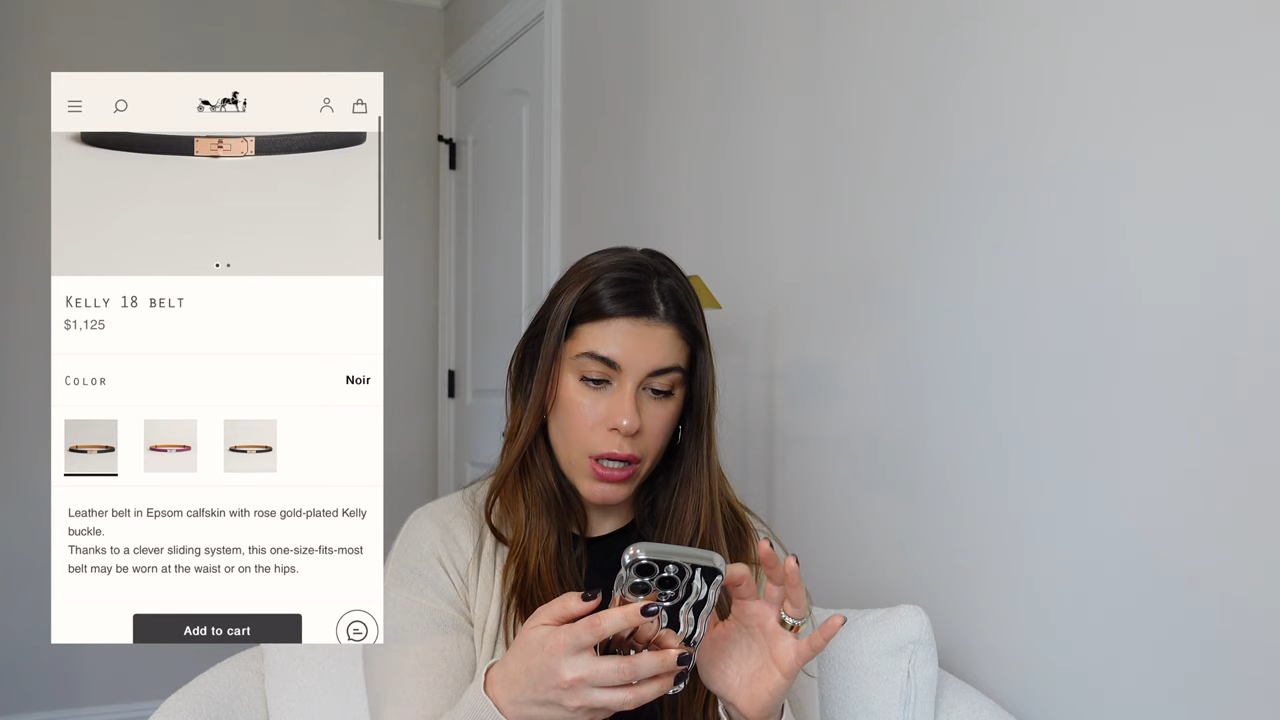 KELLY 18 BELT
$1,125
COLOR
Noir
Leather belt in Epsom calfskin with rose gold-plated Kelly
buckle.
Thanks to a clever sliding system, this one-size-fits-most
belt may be worn at the waist or on the hips.
Add to cart